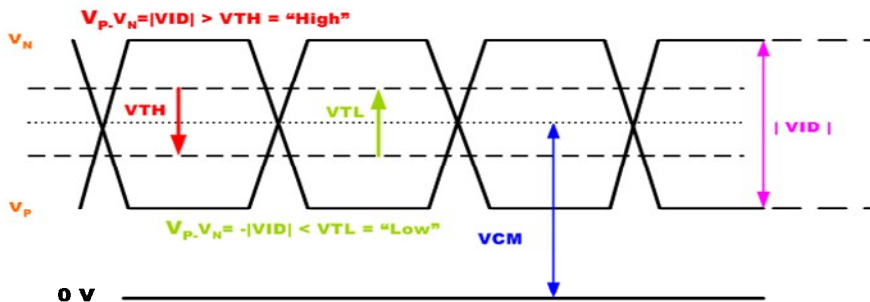 VP-VN=|VID| > VTH = “High”
VN
VTH
VTL
| VID |
VP
VP-VN= -|VID| < VTL = “Low”
VCM
0 V